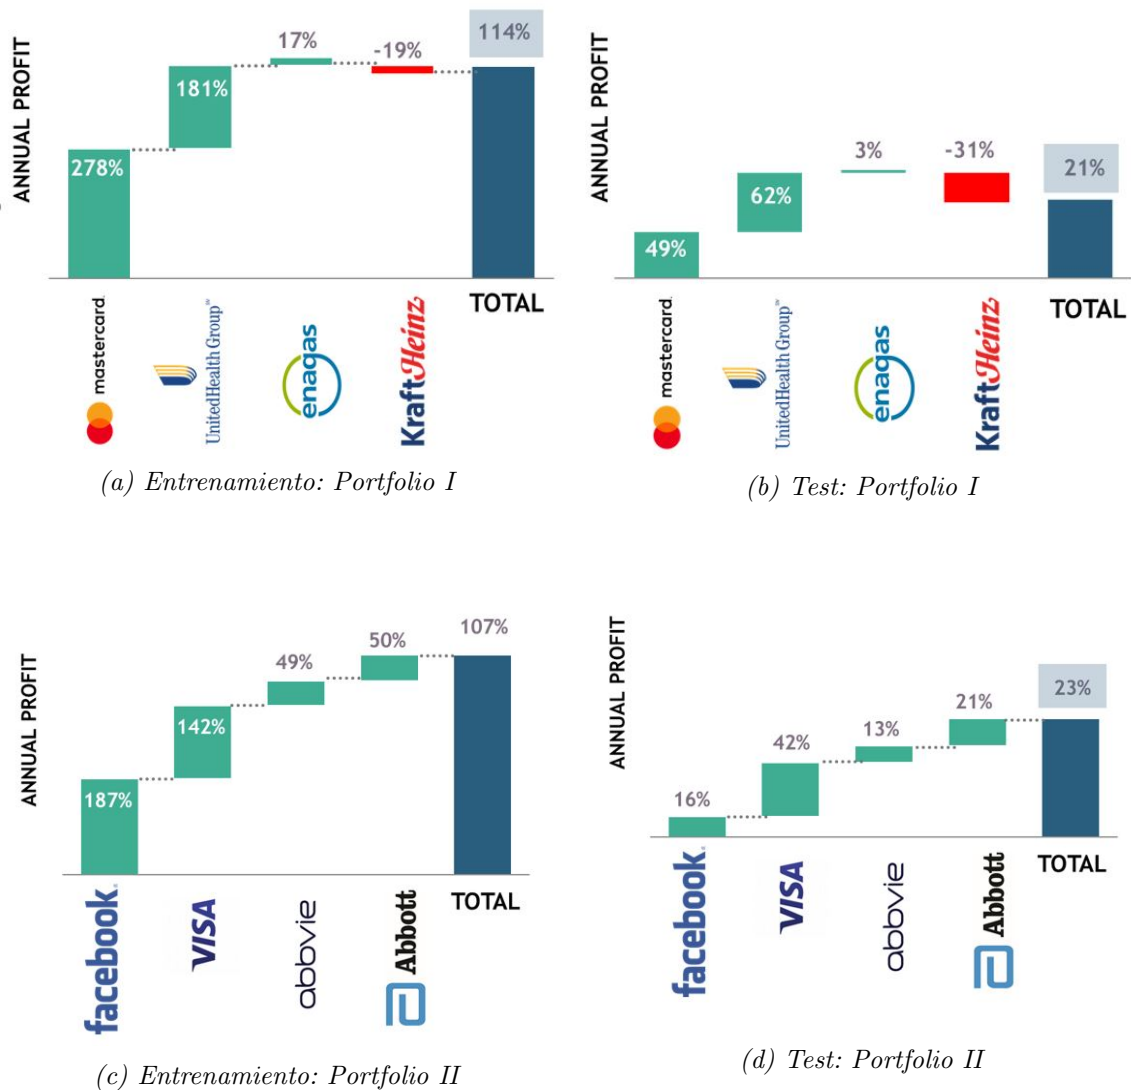 ANNUAL PROFIT
278%
181%
17%
-19%
114%
mastercard.
UnitedHealth Group
enagas
KraftHeinz
TOTAL
(a) Entrenamiento: Portfolio I
ANNUAL PROFIT
49%
62%
3%
-31%
21%
mastercard.
UnitedHealth Group
enagas
KraftHeinz
TOTAL
(b) Test: Portfolio I
ANNUAL PROFIT
187%
142%
49%
50%
107%
facebook.
VISA
abbvie
Abbott
TOTAL
(c) Entrenamiento: Portfolio II
ANNUAL PROFIT
16%
42%
13%
21%
23%
facebook.
VISA
abbvie
Abbott
TOTAL
(d) Test: Portfolio II